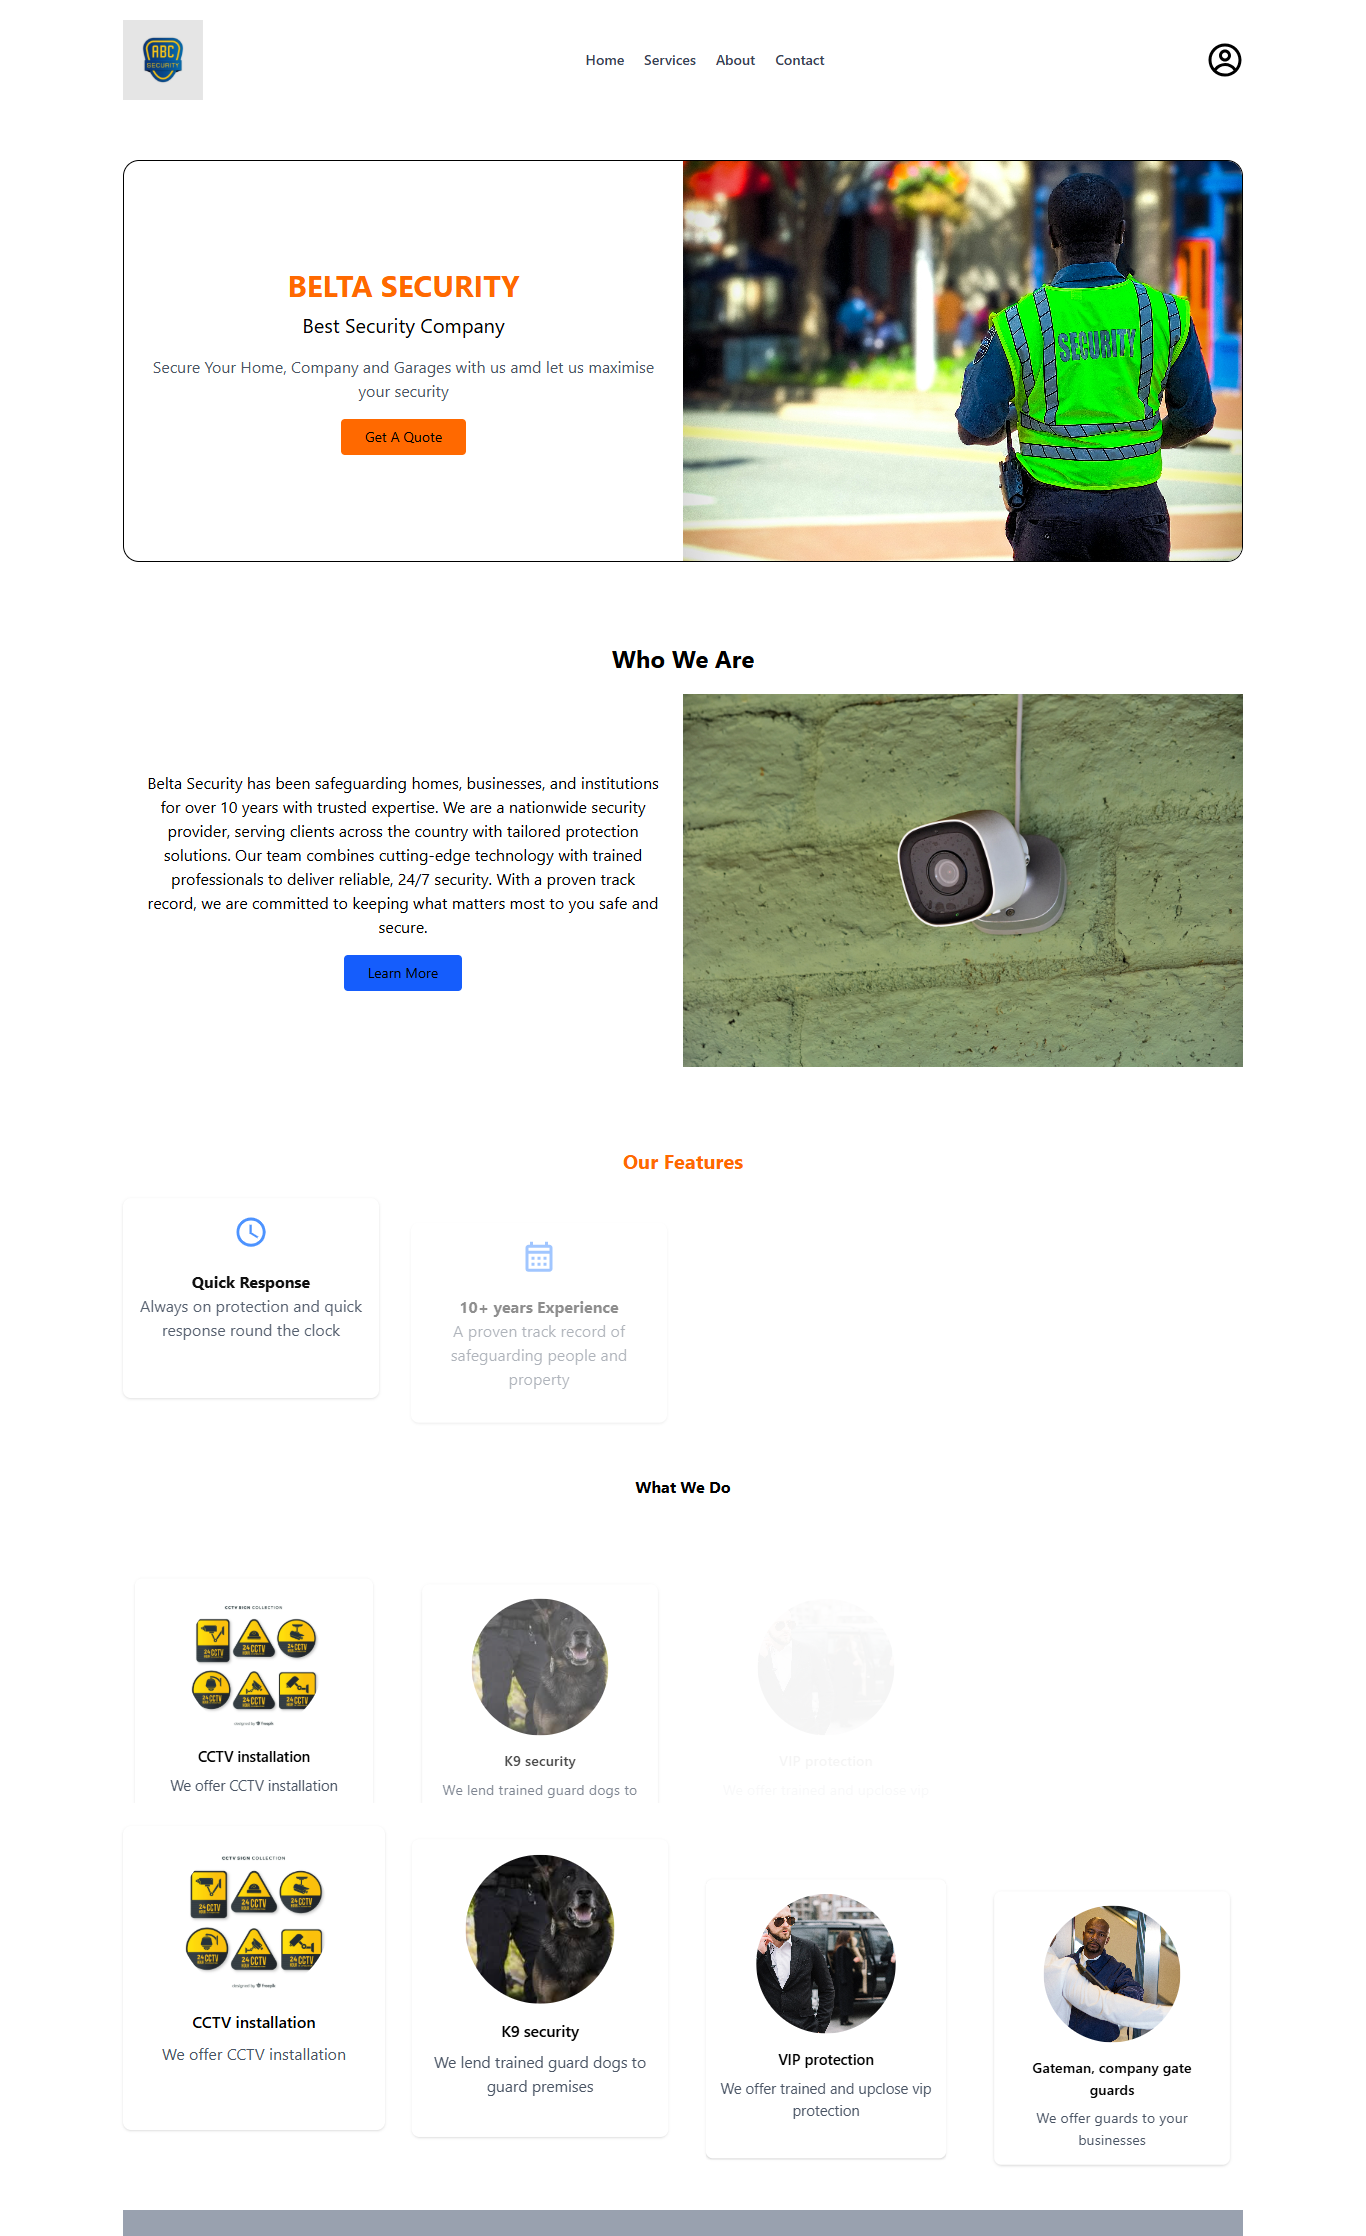 ABC
SECURITY
Home Services About Contact
BELTA SECURITY
Best Security Company
Secure Your Home, Company and Garages with us amd let us maximise
your security
Get A Quote
SECURITY
Who We Are
Belta Security has been safeguarding homes, businesses, and institutions
for over 10 years with trusted expertise. We are a nationwide security
provider, serving clients across the country with tailored protection
solutions. Our team combines cutting-edge technology with trained
professionals to deliver reliable, 24/7 security. With a proven track
record, we are committed to keeping what matters most to you safe and
secure.
Learn More
Our Features
Quick Response
Always on protection and quick
response round the clock
10+ years Experience
A proven track record of
safeguarding people and
property
What We Do
CCTV SIGN COLLECTION
24 CCTV
24 CCTV
24 CCTV
24 CCTV
24 CCTV
24 CCTV
designed by freepik
CCTV installation
We offer CCTV installation
K9 security
We lend trained guard dogs to
VIP protection
We offer trained and upclose vip
CCTV SIGN COLLECTION
24 CCTV
24 CCTV
24 CCTV
24 CCTV
24 CCTV
24 CCTV
designed by freepik
CCTV installation
We offer CCTV installation
K9 security
We lend trained guard dogs to
guard premises
VIP protection
We offer trained and upclose vip
protection
Gateman, company gate
guards
We offer guards to your
businesses